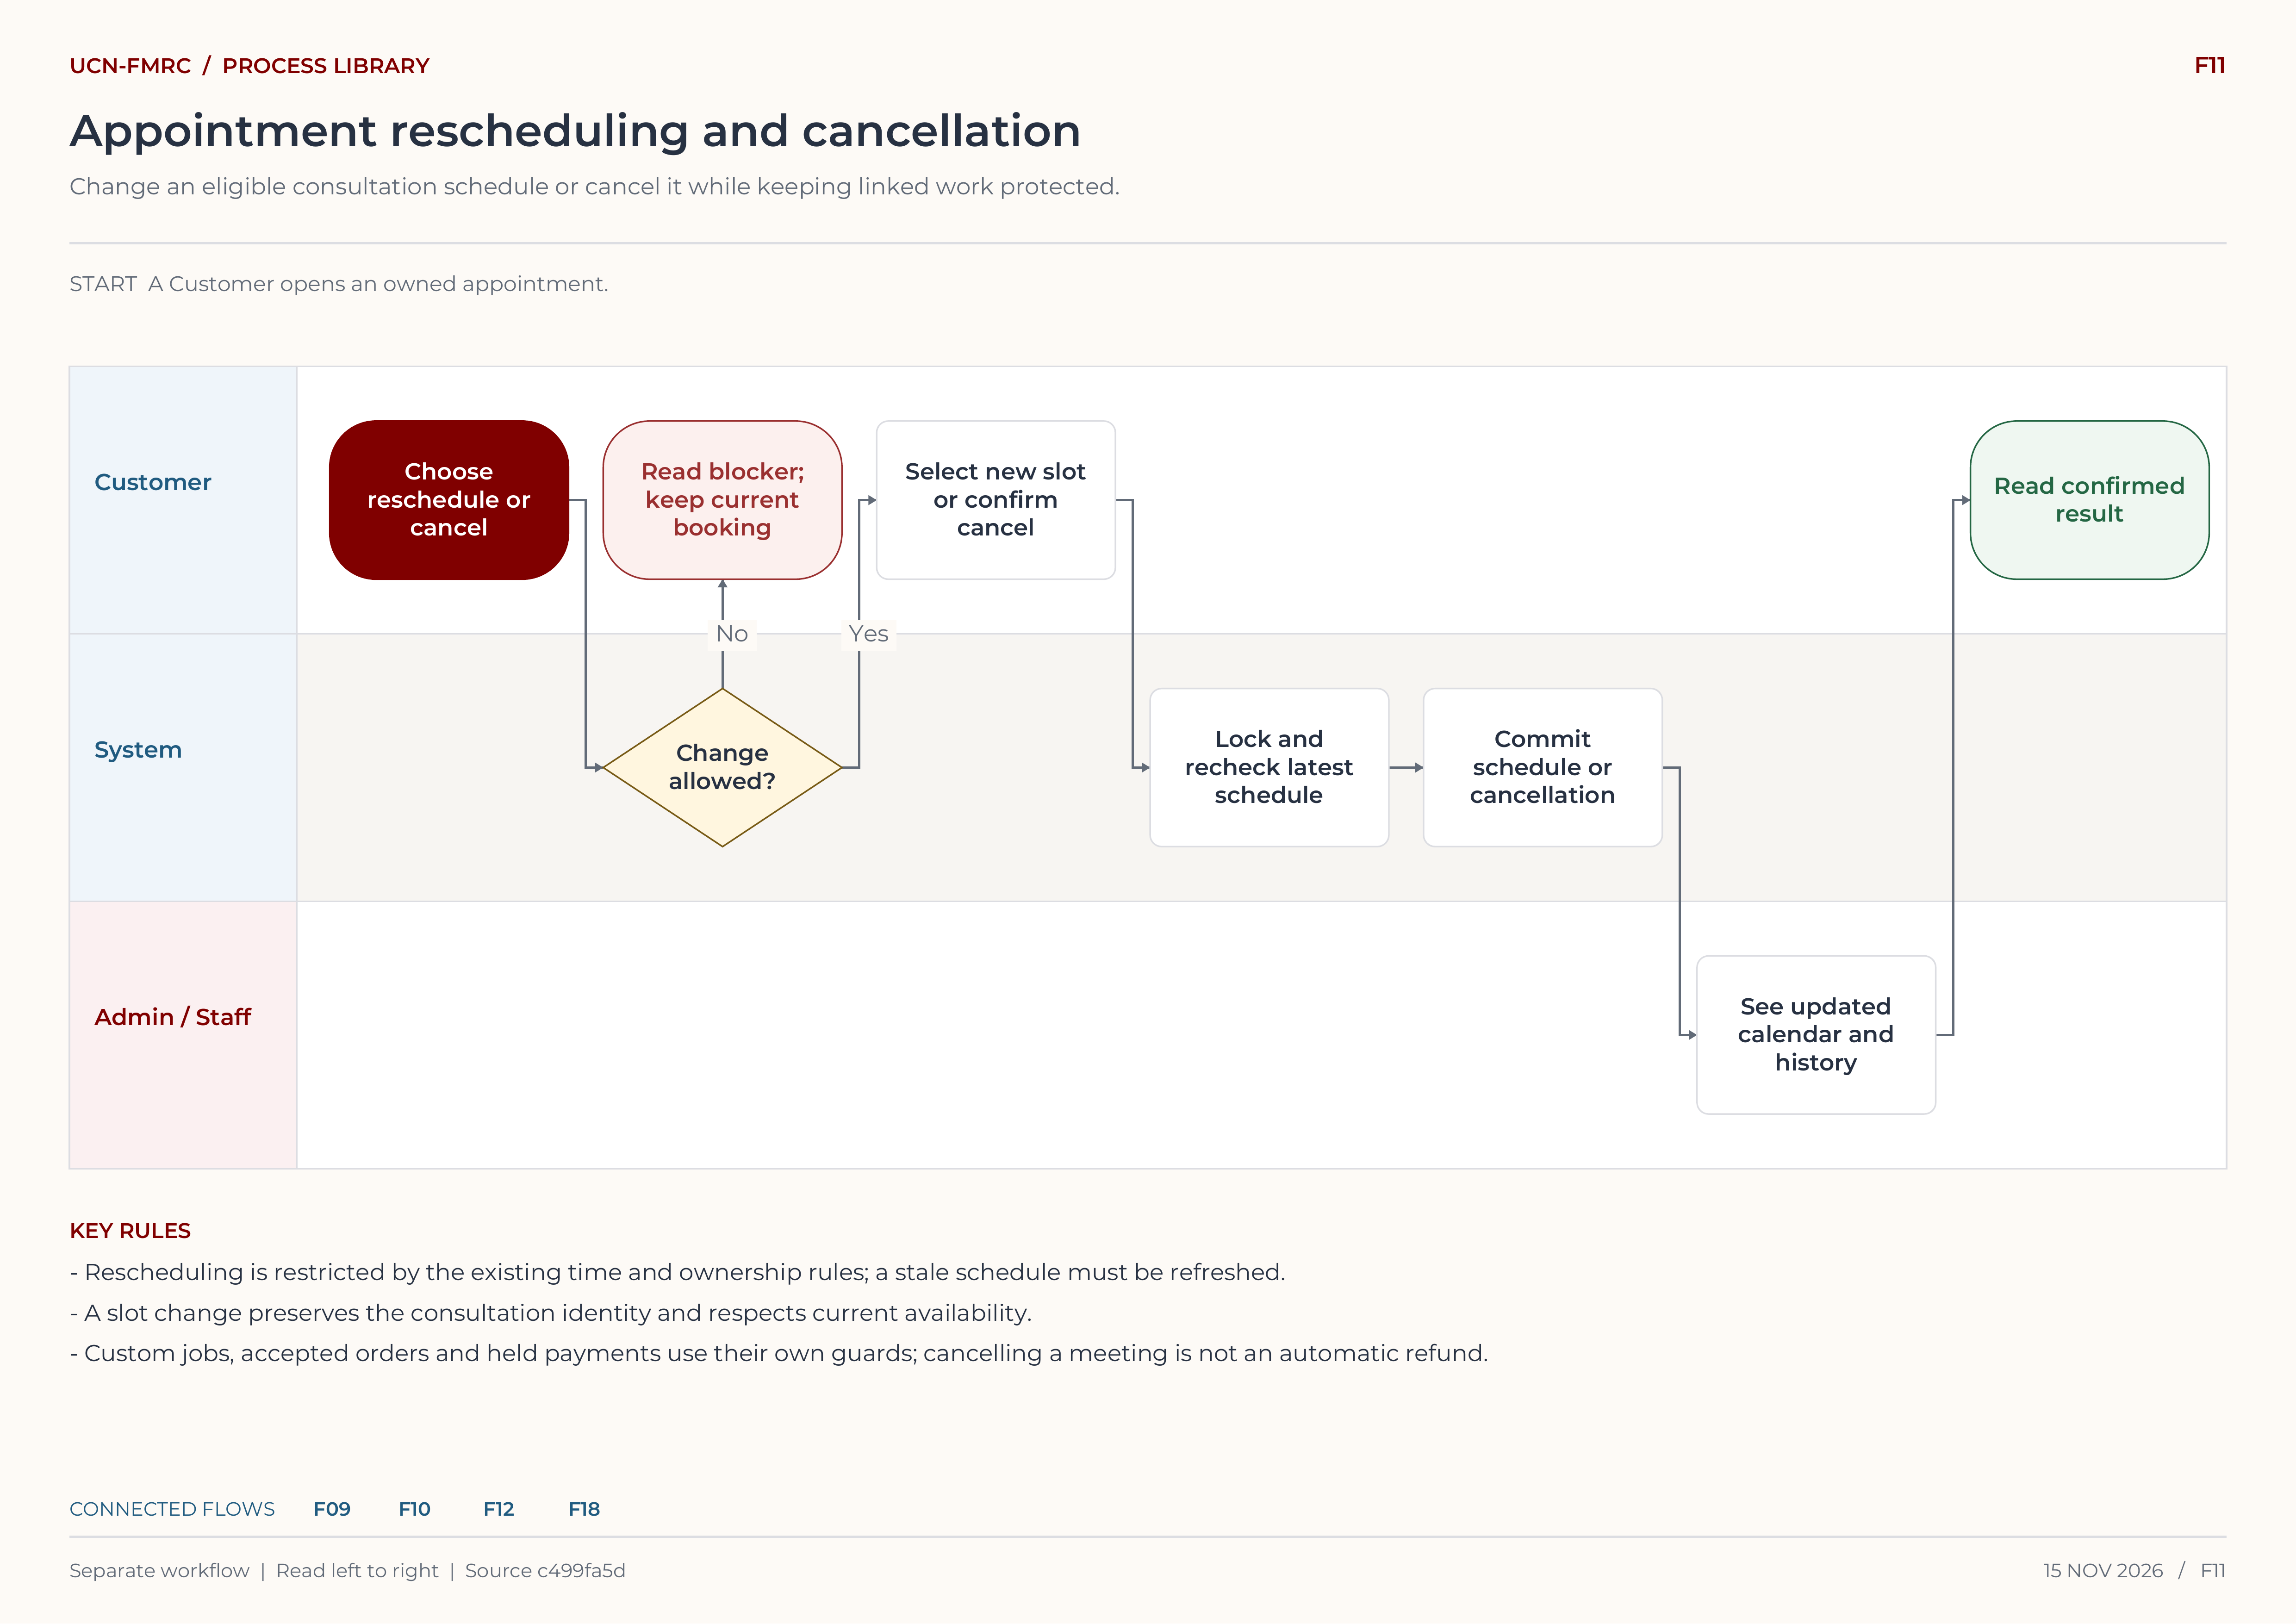 UCN-FMRC / PROCESS LIBRARY
F11
Appointment rescheduling and cancellation
Change an eligible consultation schedule or cancel it while keeping linked work protected.
START A Customer opens an owned appointment.
Customer
Choose
reschedule or
cancel
Read blocker;
keep current
booking
Select new slot
or confirm
cancel
Read confirmed
result
No
Yes
System
Change
allowed?
Lock and
recheck latest
schedule
Commit
schedule or
cancellation
Admin / Staff
See updated
calendar and
history
KEY RULES
- Rescheduling is restricted by the existing time and ownership rules; a stale schedule must be refreshed.
- A slot change preserves the consultation identity and respects current availability.
- Custom jobs, accepted orders and held payments use their own guards; cancelling a meeting is not an automatic refund.
CONNECTED FLOWS F09 F10 F12 F18
Separate workflow | Read left to right | Source c499fa5d
15 NOV 2026 / F11